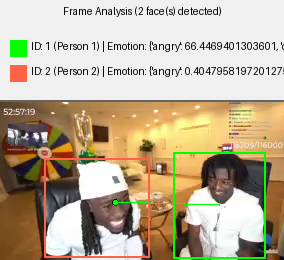 Frame Analysis (2 face(s) detected)
ID: 1 (Person 1) | Emotion: {'angry': 66.4469401303601, 'd
ID: 2 (Person 2) | Emotion: {'angry': 0.404795819720127
52:57:19